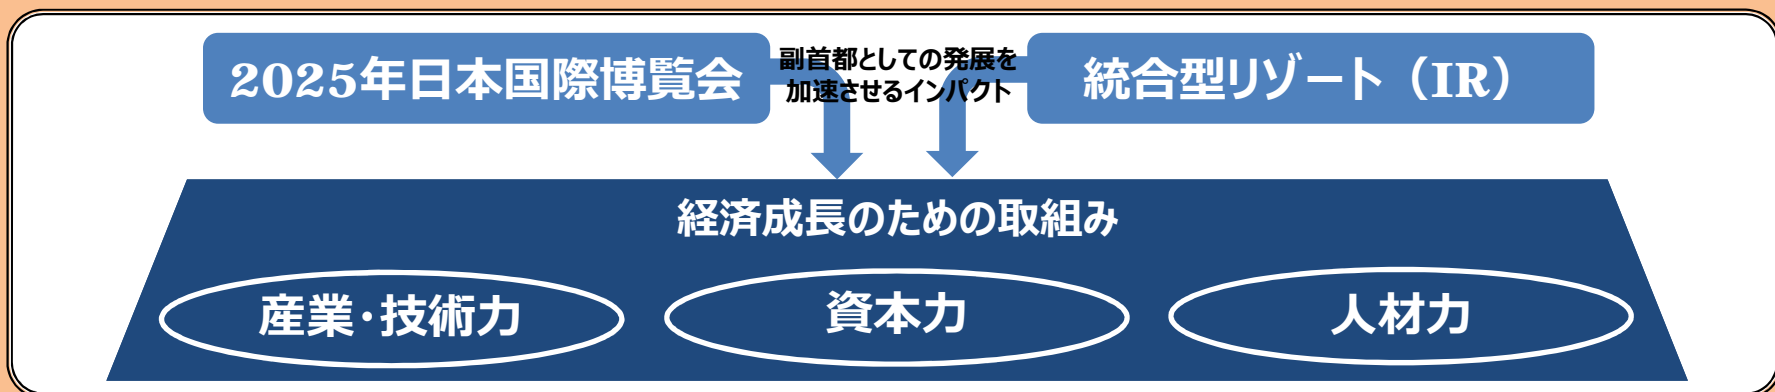 2025年日本国際博覧会
副首都としての発展を
加速させるインパクト
統合型リゾート（IR）
経済成長のための取組み
産業・技術力
資本力
人材力